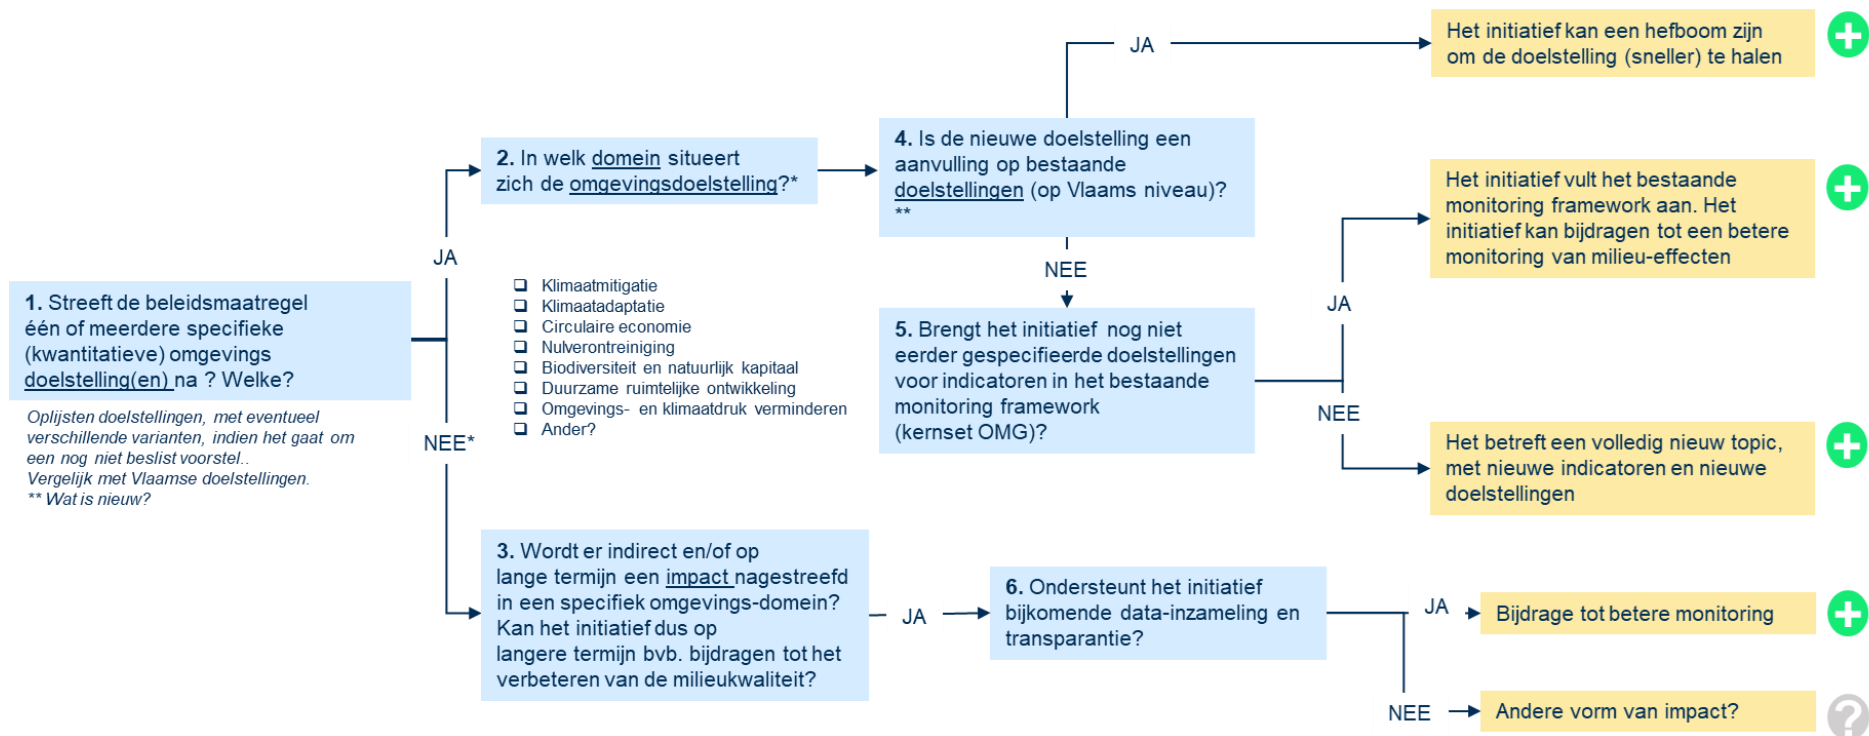 1. Streeft de beleidsmaatregel
één of meerdere specifieke
(kwantitatieve) omgevings
doelstelling(en) na ? Welke?
Oplijsten doelstellingen, met eventueel
verschillende varianten, indien het gaat om
een nog niet beslist voorstel..
Vergelijk met Vlaamse doelstellingen.
** Wat is nieuw?
JA
NEE*
2. In welk domein situeert
zich de omgevingsdoelstelling?*
Klimaatmitigatie
Klimaatadaptatie
Circulaire economie
Nulverontreiniging
Biodiversiteit en natuurlijk kapitaal
Duurzame ruimtelijke ontwikkeling
Omgevings- en klimaatdruk verminderen
Ander?
3. Wordt er indirect en/of op
lange termijn een impact nagestreefd
in een specifiek omgevings-domein?
Kan het initiatief dus op
langere termijn bvb. bijdragen tot het
verbeteren van de milieukwaliteit?
JA
4. Is de nieuwe doelstelling een
aanvulling op bestaande
doelstellingen (op Vlaams niveau)?
**
JA
NEE
5. Brengt het initiatief nog niet
eerder gespecifieerde doelstellingen
voor indicatoren in het bestaande
monitoring framework
(kernset OMG)?
JA
NEE
6. Ondersteunt het initiatief
bijkomende data-inzameling en
transparantie?
JA
NEE
Het initiatief kan een hefboom zijn
om de doelstelling (sneller) te halen
Het initiatief vult het bestaande
monitoring framework aan. Het
initiatief kan bijdragen tot een betere
monitoring van milieu-effecten
Het betreft een volledig nieuw topic,
met nieuwe indicatoren en nieuwe
doelstellingen
Bijdrage tot betere monitoring
Andere vorm van impact?
?